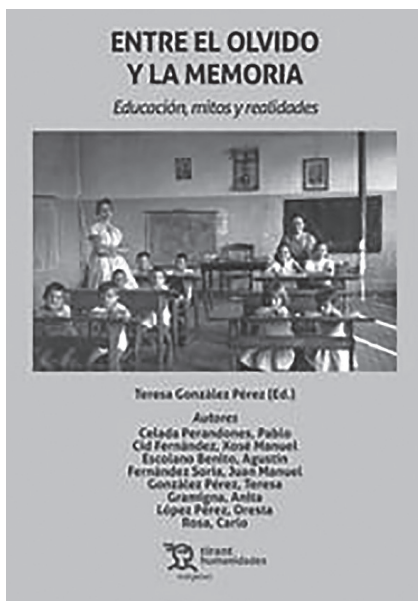 ENTRE EL OLVIDO
Y LA MEMORIA
Educación, mitos y realidades
Teresa González Pérez (Ed.)
Autores
Celada Perandones, Pablo
Cid Fernández, Xosé Manuel
Escolano Benito, Agustín
Fernández Soria, Juan Manuel
González Pérez, Teresa
Gramigna, Anita
López Pérez, Oresta
Rosa, Carlo
tirant
humanidades